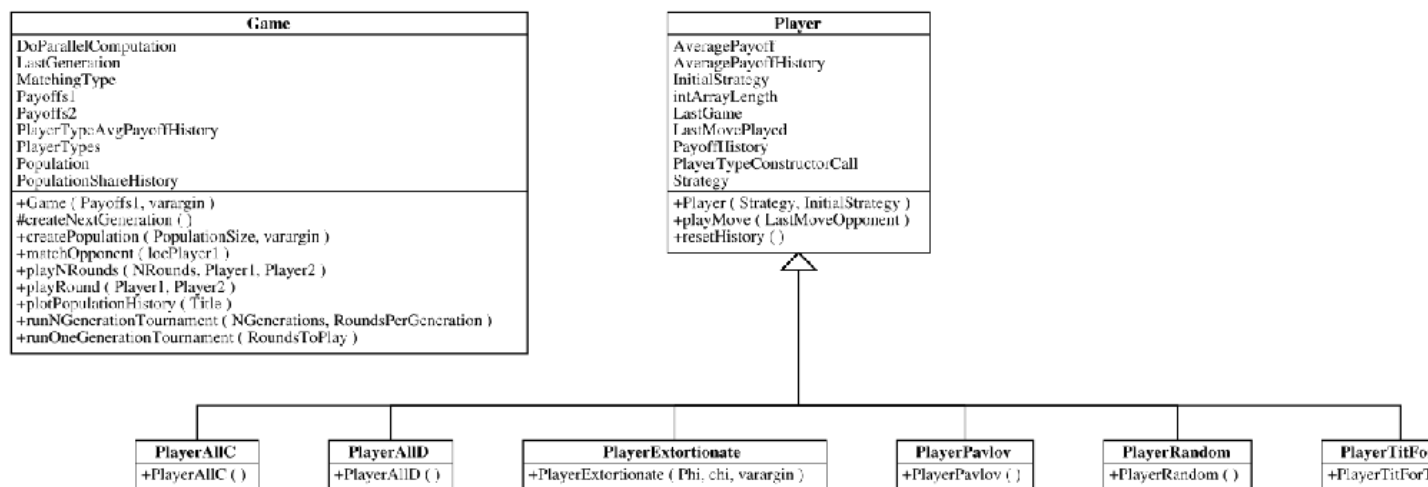 Game
DoParallelComputation
LastGeneration
MatchingType
Payoffs1
Payoffs2
PlayerTypeAvgPayoffHistory
PlayerTypes
Population
PopulationShareHistory
+Game ( Payoffs1, varargin )
#createNextGeneration ( )
+createPopulation ( PopulationSize, varargin )
+matchOpponent ( locPlayer1 )
+playNRounds ( NRounds, Player1, Player2 )
+playRound ( Player1, Player2 )
+plotPopulationHistory ( Title )
+runNGenerationTournament ( NGenerations, RoundsPerGeneration )
+runOneGenerationTournament ( RoundsToPlay )
Player
AveragePayoff
AveragePayoffHistory
InitialStrategy
intArrayLength
LastGame
LastMovePlayed
PayoffHistory
PlayerTypeConstructorCall
Strategy
+Player ( Strategy, InitialStrategy )
+playMove ( LastMoveOpponent )
+resetHistory ( )
PlayerAllC
+PlayerAllC ( )
PlayerAllD
+PlayerAllD ( )
PlayerExtortionate
+PlayerExtortionate ( Phi, chi, varargin )
PlayerPavlov
+PlayerPavlov ( )
PlayerRandom
+PlayerRandom ( )
PlayerTitFo
+PlayerTitForT